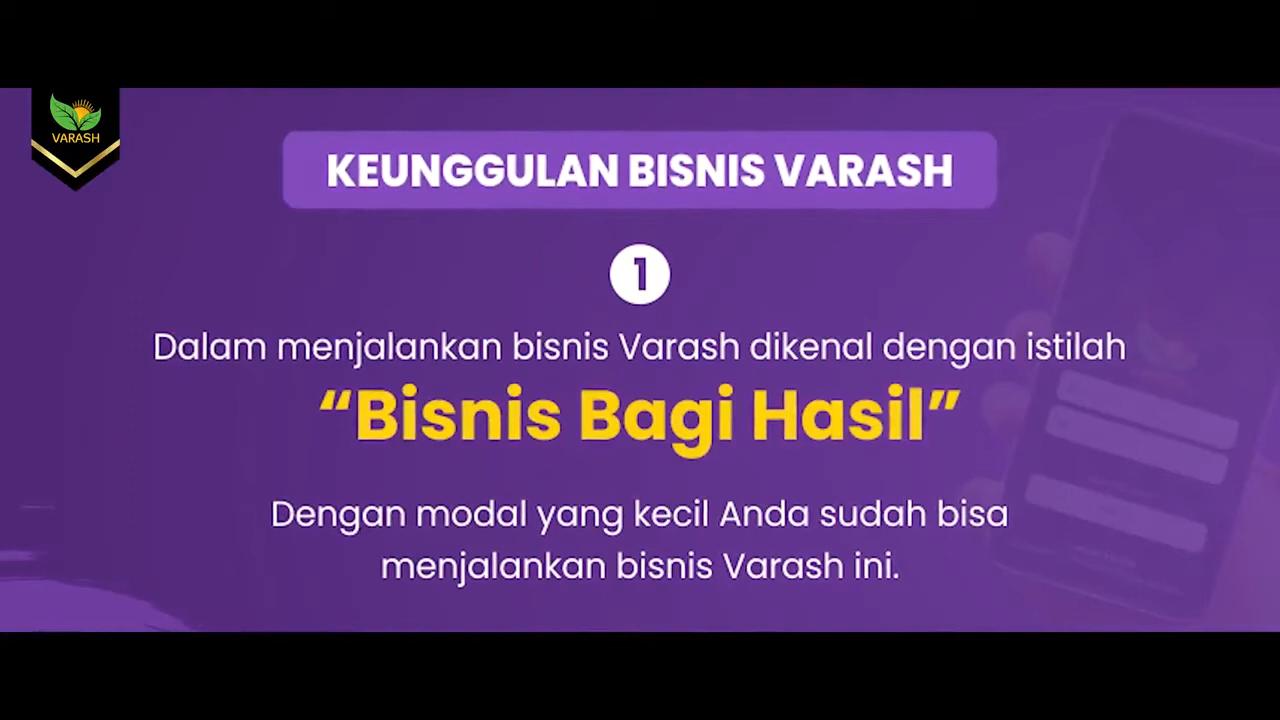 VARASH
KEUNGGULAN BISNIS VARASH
1
Dalam menjalankan bisnis Varash dikenal dengan istilah
“Bisnis Bagi Hasil”
Dengan modal yang kecil Anda sudah bisa
menjalankan bisnis Varash ini.